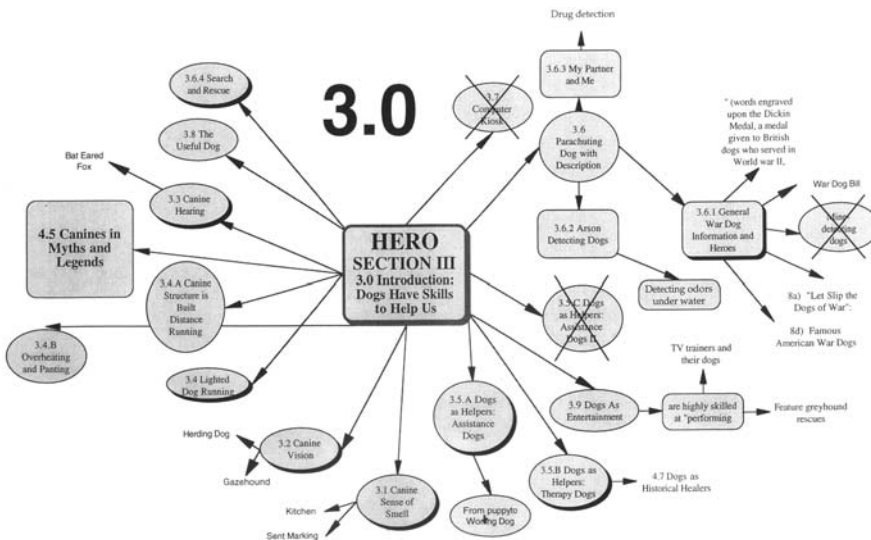 Drug detection
3.6.3 My Partner
and Me
3.6.4 Search
and Rescue
3.0
3.7
Computer
Kiosk
3.8 The
Useful Dog
3.6
Parachuting
Dog with
Description
" (words engraved
upon the Dickin
Medal, a medal
given to British
dogs who served in
World war II,
Bat Eared
Fox
3.3 Canine
Hearing
War Dog Bill
4.5 Canines in
Myths and
Legends
HERO
SECTION III
3.0 Introduction:
Dogs Have Skills
to Help Us
3.6.2 Arson
Detecting Dogs
3.6.1 General
War Dog
Information and
Heroes
Mine
detecting
dogs
3.4.A Canine
Structure is
Built
Distance
Running
Detecting odors
under water
3.5.C Dogs
as Helpers:
Assistance
Dogs II
8a) "Let Slip the
Dogs of War":
8d) Famous
American War Dogs
3.4.B
Overheating
and Panting
TV trainers and
their dogs
3.4 Lighted
Dog Running
3.5.A Dogs
as Helpers:
Assistance
Dogs
3.9 Dogs As
Entertainment
are highly skilled
at "performing
Feature greyhound
rescues
Herding Dog
3.2 Canine
Vision
Gazehound
3.5.B Dogs as
Helpers:
Therapy Dogs
4.7 Dogs as
Historical Healers
3.1 Canine
Sense of
Smell
Kitchen
Sent Marking
From puppyto
Working Dog